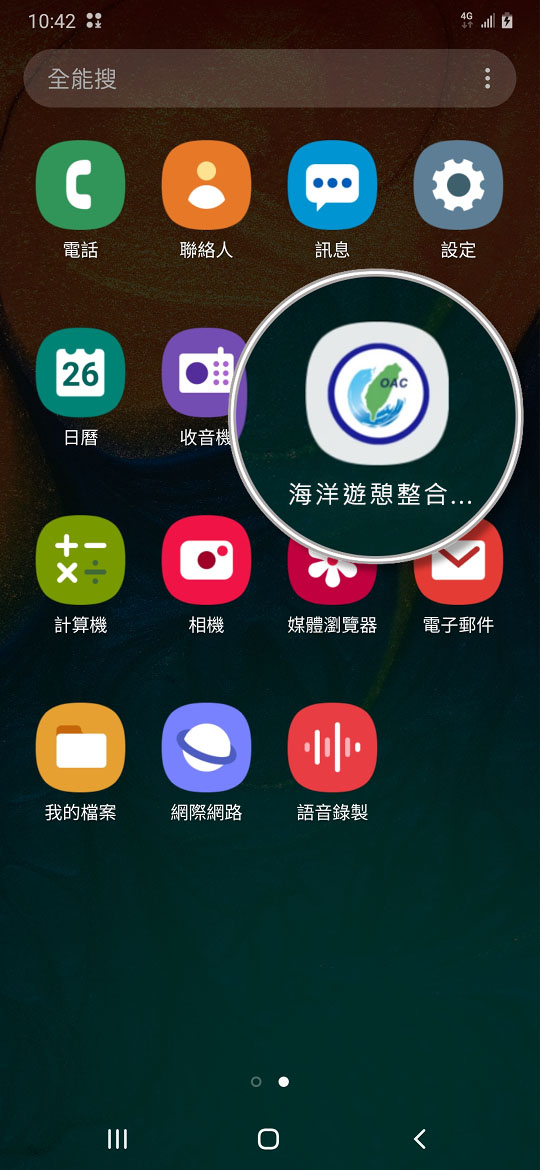 10:42
4G
全能搜
電話
聯絡人
訊息
設定
26
OAC
日曆
收音機
海洋遊憩整合...
計算機
相機
媒體瀏覽器
電子郵件
我的檔案
網際網路
語音錄製